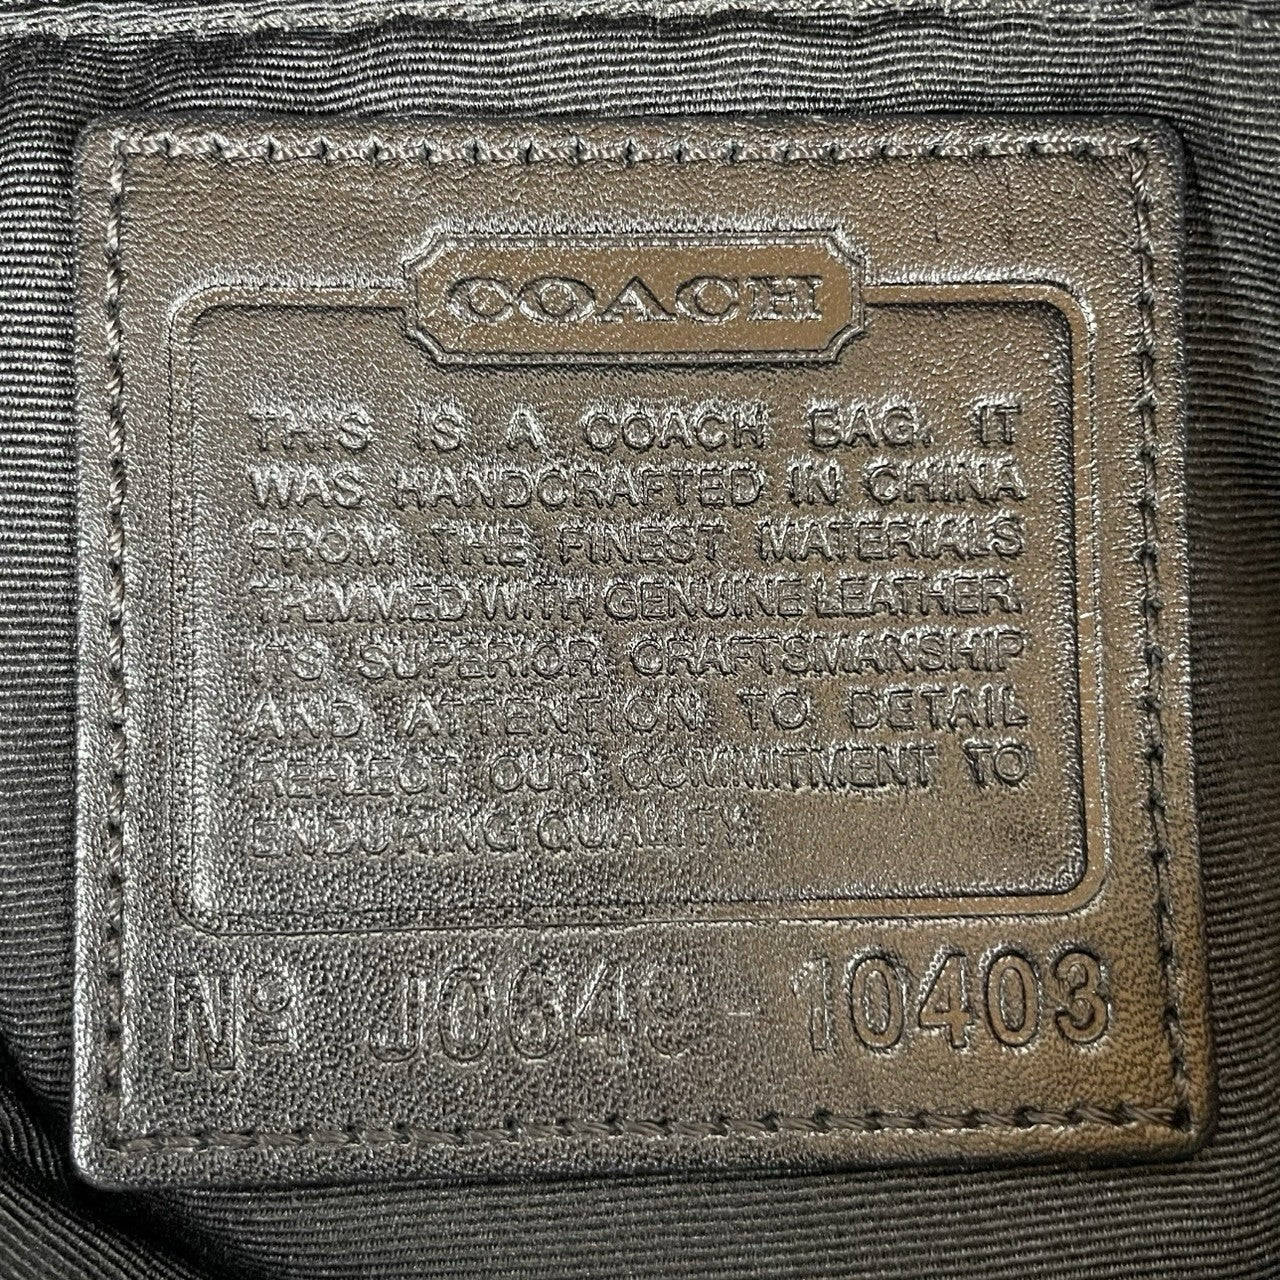 COACH
THIS IS A COACH BAG. IT
WAS HANDCRAFTED IN CHINA
FROM THE FINEST MATERIALS
TRIMMED WITH GENUINE LEATHER.
ITS SUPERIOR CRAFTSMANSHIP
AND ATTENTION TO DETAIL
REFLECT OUR COMMITMENT TO
ENDURING QUALITY.
Nº J0649-10403